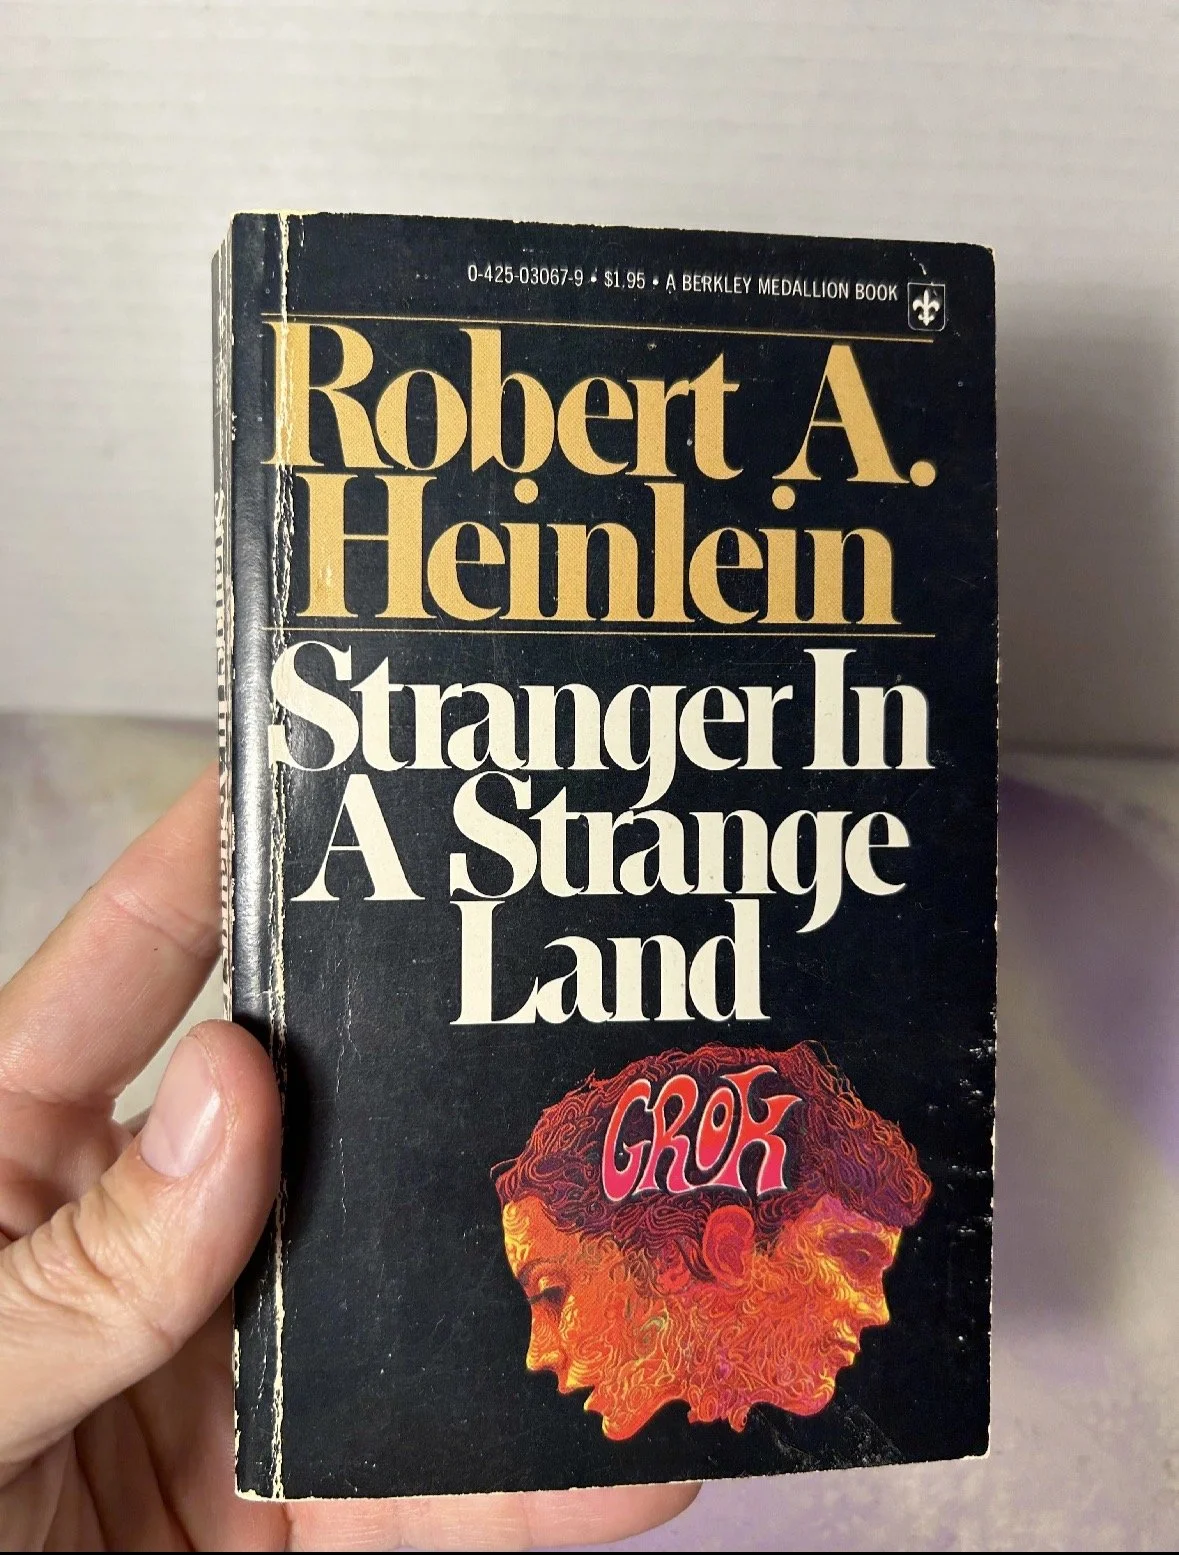 0-425-03067-9 • $1.95 • A BERKLEY MEDALLION BOOK
Robert A.
Heinlein
Stranger In
A Strange
Land
GROK